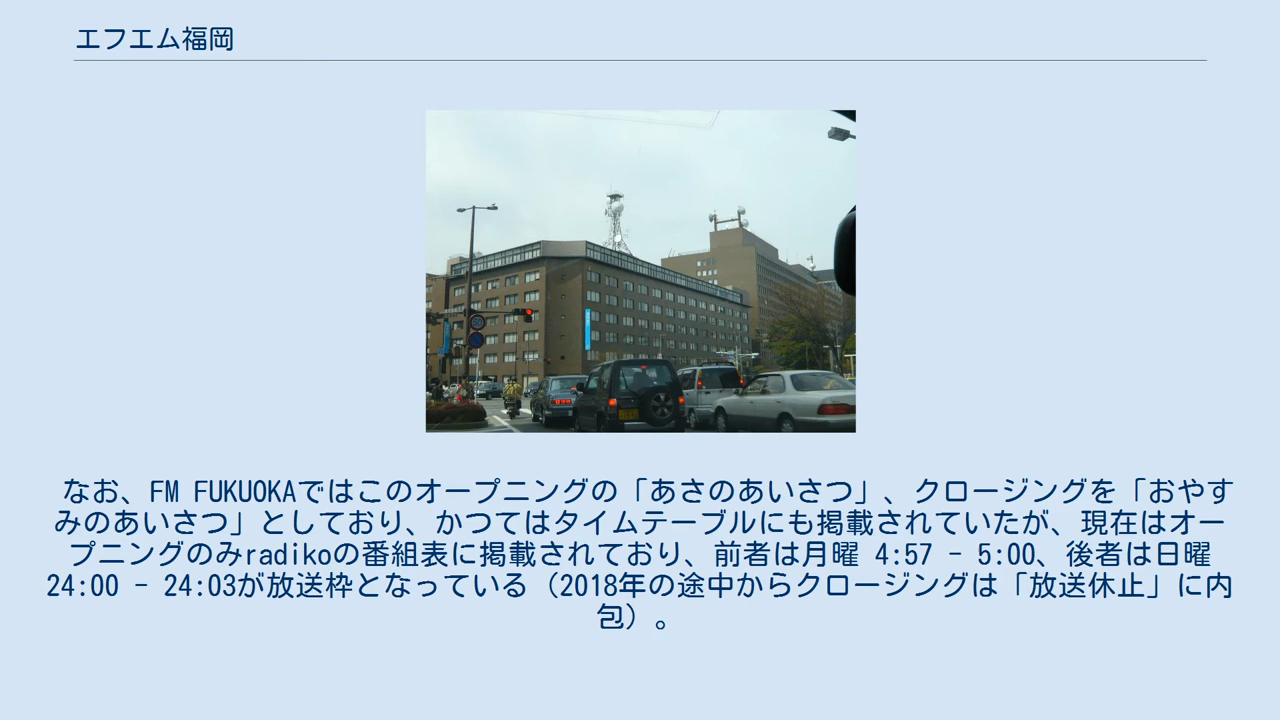 エフエム福岡
なお、FM FUKUOKAではこのオープニングの「あさのあいさつ」、クロージングを「おやす
みのあいさつ」としており、かつてはタイムテーブルにも掲載されていたが、現在はオー
プニングのみradikoの番組表に掲載されており、前者は月曜 4:57 - 5:00、後者は日曜
24:00 - 24:03が放送枠となっている（2018年の途中からクロージングは「放送休止」に内
包）。